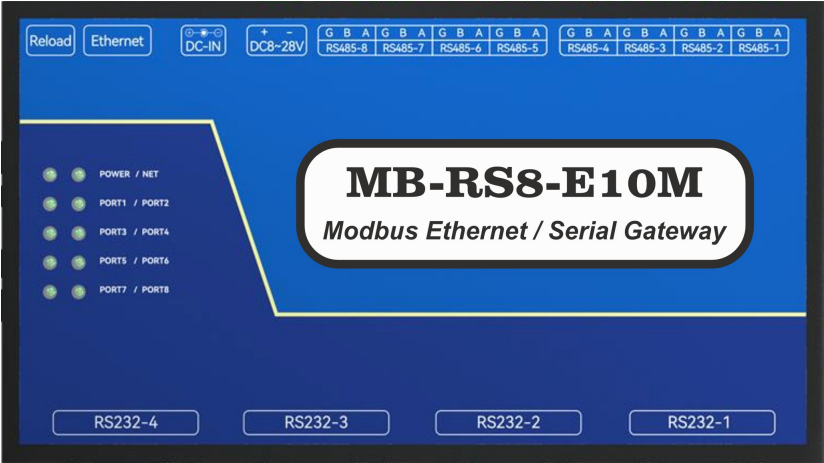 Reload Ethernet DC-IN + - DC8~28V G B A G B A G B A G B A G B A G B A G B A G B A
RS485-8 RS485-7 RS485-6 RS485-5 RS485-4 RS485-3 RS485-2 RS485-1
MB-RS8-E10M
Modbus Ethernet / Serial Gateway
POWER / NET
PORT1 / PORT2
PORT3 / PORT4
PORT5 / PORT6
PORT7 / PORT8
RS232-4 RS232-3 RS232-2 RS232-1